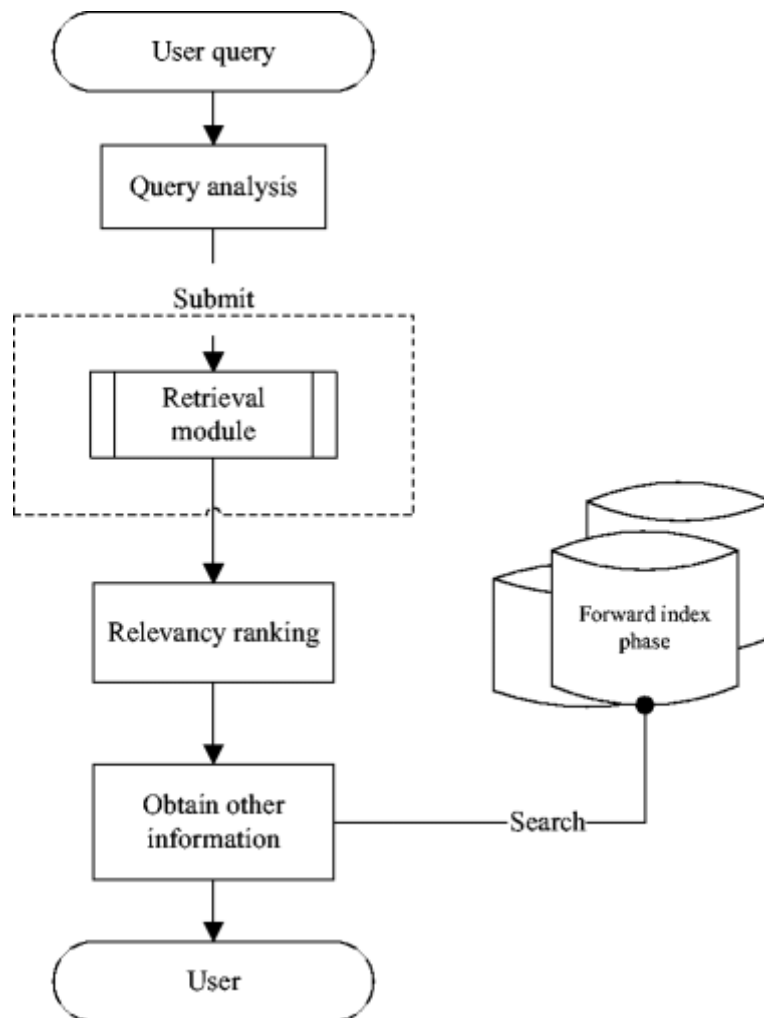 User query
Query analysis
Submit
Retrieval
module
Relevancy ranking
Forward index
phase
Obtain other
information
Search
User